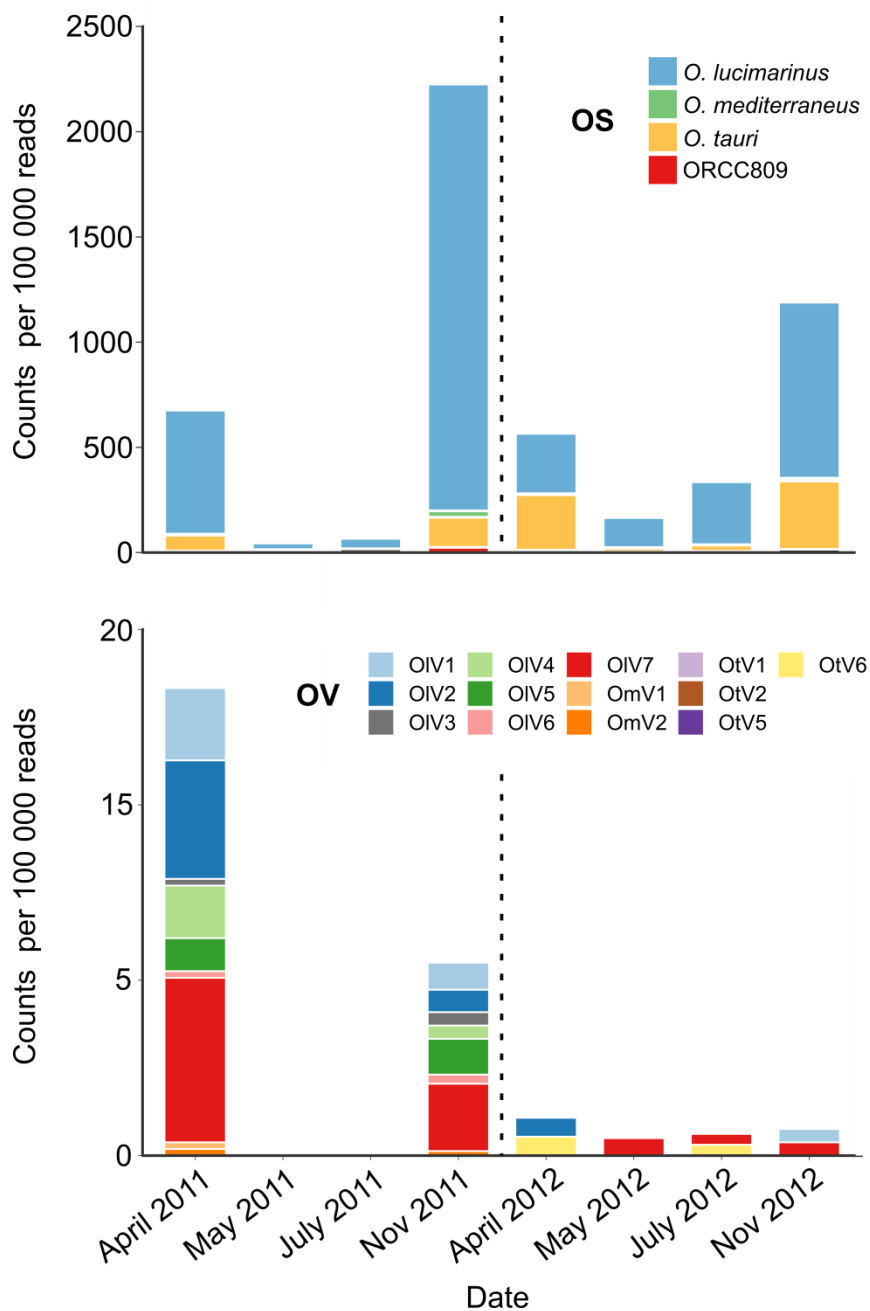 2500
2000
1500
1000
500
0
Counts per 100 000 reads
OS
O. lucimarinus
O. mediterraneus
O. tauri
ORCC809
20
15
5
0
Counts per 100 000 reads
OV
OlV1 OlV4 OlV7 OtV1 OtV6
OlV2 OlV5 OmV1 OtV2
OlV3 OlV6 OmV2 OtV5
April 2011
May 2011
July 2011
Nov 2011
April 2012
May 2012
July 2012
Nov 2012
Date